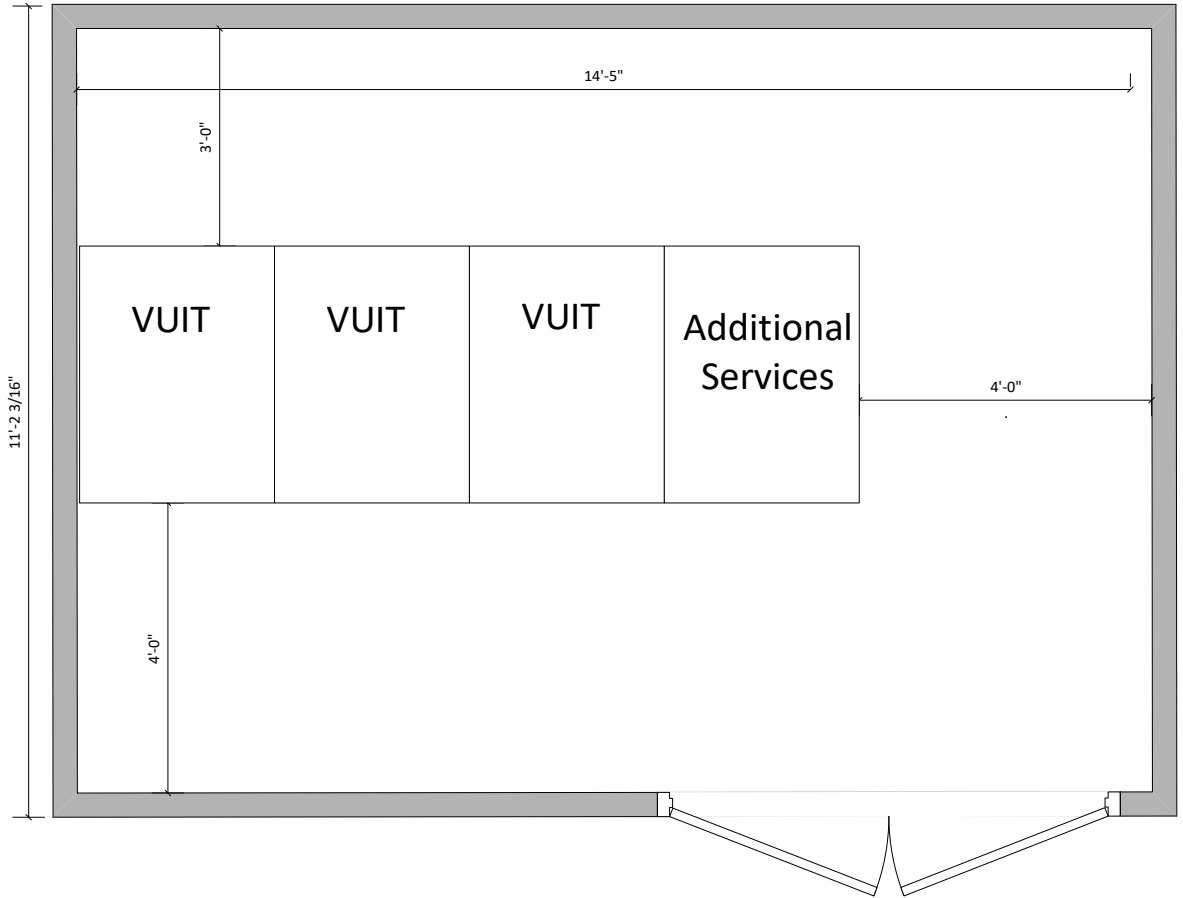 14'-5"
3'-0"
VUIT
VUIT
VUIT
Additional
Services
4'-0"
11'-2 3/16"
4'-0"